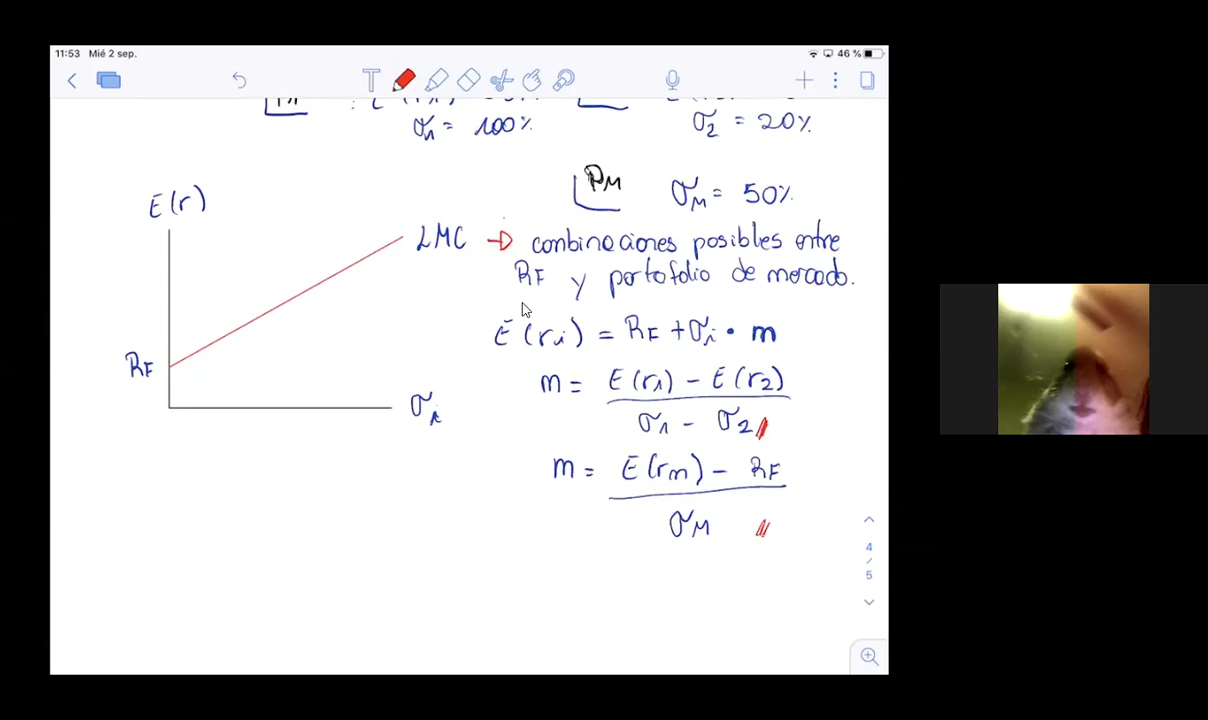 11:53 Mié 2 sep.
46 %
T
σ1 = 100%
σ2 = 20%
PM
σM = 50%
E(r)
LMC → combinaciones posibles entre
RF y portafolio de mercado.
E(ri) = RF + σi • m
RF
m = E(r1) - E(r2)
σ1 - σ2
σi
m = E(rm) - RF
σM
4
/
5